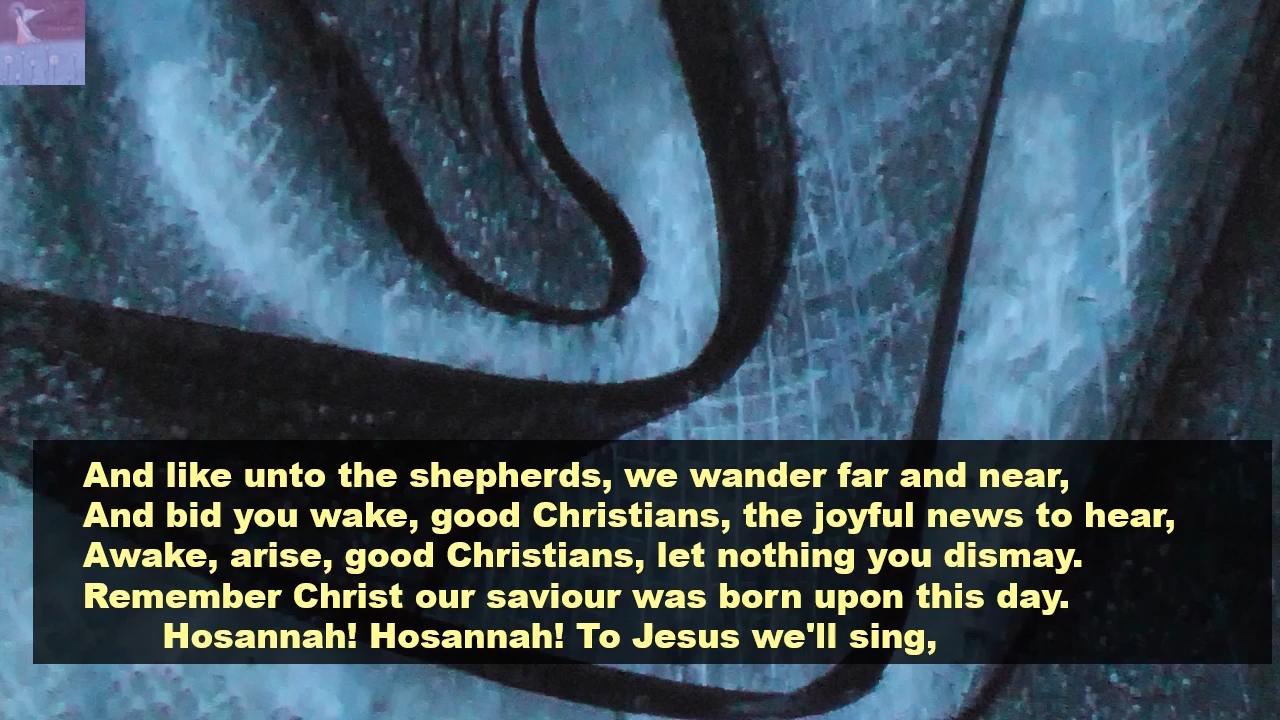 And like unto the shepherds, we wander far and near,
And bid you wake, good Christians, the joyful news to hear,
Awake, arise, good Christians, let nothing you dismay.
Remember Christ our saviour was born upon this day.
Hosannah! Hosannah! To Jesus we'll sing,